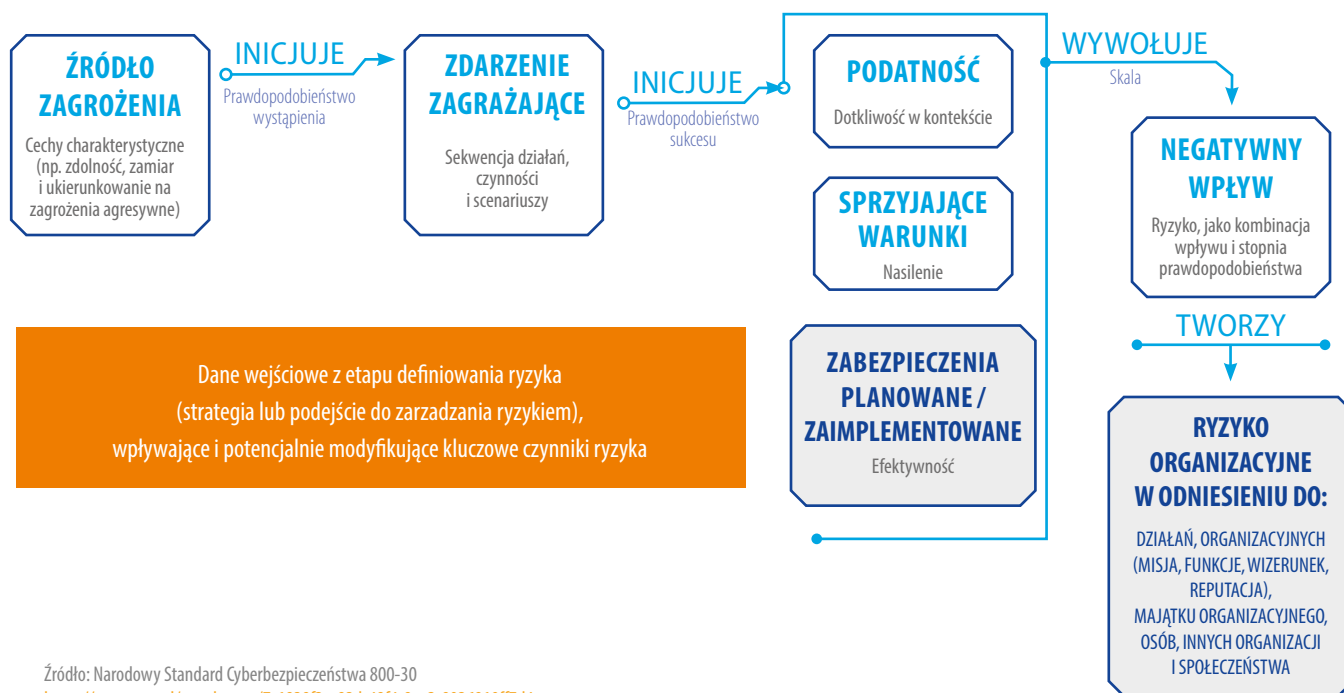 ŹRÓDŁO
ZAGROŻENIA
Cechy charakterystyczne
(np. zdolność, zamiar
i ukierunkowanie na
zagrożenia agresywne)
INICJUJE
Prawdopodobieństwo
wystąpienia
ZDARZENIE
ZAGRAŻAJĄCE
Sekwencja działań,
czynności
i scenariuszy
INICJUJE
Prawdopodobieństwo
sukcesu
PODATNOŚĆ
Dotkliwość w kontekście
SPRZYJAJĄCE
WARUNKI
Nasilenie
ZABEZPIECZENIA
PLANOWANE /
ZAIMPLEMENTOWANE
Efektywność
WYWOŁUJE
Skala
NEGATYWNY
WPŁYW
Ryzyko, jako kombinacja
wpływu i stopnia
prawdopodobieństwa
TWORZY
RYZYKO
ORGANIZACYJNE
W ODNIESIENIU DO:
DZIAŁAŃ, ORGANIZACYJNYCH
(MISJA, FUNKCJE, WIZERUNEK,
REPUTACJA),
MAJĄTKU ORGANIZACYJNEGO,
OSÓB, INNYCH ORGANIZACJI
I SPOŁECZEŃSTWA
Dane wejściowe z etapu definiowania ryzyka
(strategia lub podejście do zarzadzania ryzykiem),
wpływające i potencjalnie modyfikujące kluczowe czynniki ryzyka
Źródło: Narodowy Standard Cyberbezpieczeństwa 800-30